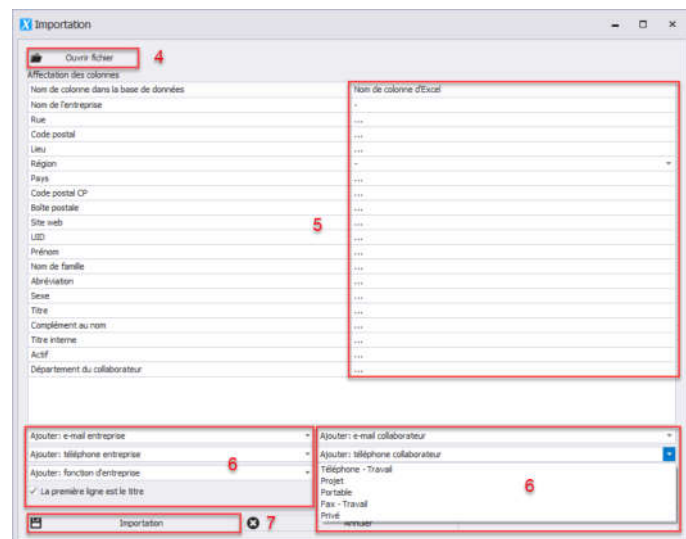 Importation
Ouvrir fichier 4
Affectation des colonnes
Nom de colonne dans la base de données Nom de colonne d'Excel
Nom de l'entreprise -
Rue ...
Code postal ...
Lieu ...
Région -
Pays ...
Code postal CP ...
Boîte postale ...
Site web ...
5
UID ...
Prénom ...
Nom de famille ...
Abréviation ...
Sexe ...
Titre ...
Complément au nom ...
Titre interne ...
Actif ...
Département du collaborateur ...
Ajouter: e-mail entreprise Ajouter: e-mail collaborateur
Ajouter: téléphone entreprise Ajouter: téléphone collaborateur
Ajouter: fonction d'entreprise 6
La première ligne est le titre
Téléphone - Travail
Projet
Portable 6
Fax - Travail
Privé
Importation 7 Annuler